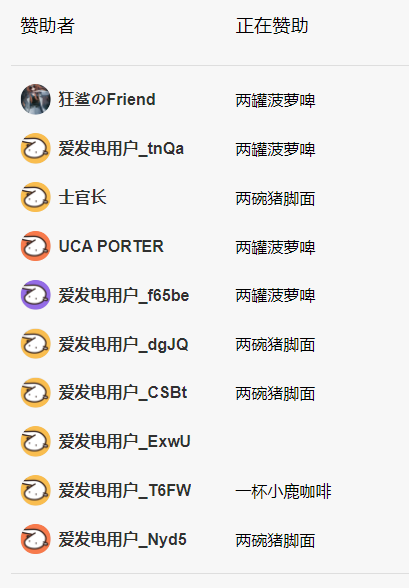 赞助者 正在赞助
狂鲨のFriend 两罐菠萝啤
爱发电用户_tnQa 两罐菠萝啤
士官长 两碗猪脚面
UCA PORTER 两罐菠萝啤
爱发电用户_f65be 两罐菠萝啤
爱发电用户_dgJQ 两碗猪脚面
爱发电用户_CSBt 两碗猪脚面
爱发电用户_ExwU
爱发电用户_T6FW 一杯小鹿咖啡
爱发电用户_Nyd5 两碗猪脚面